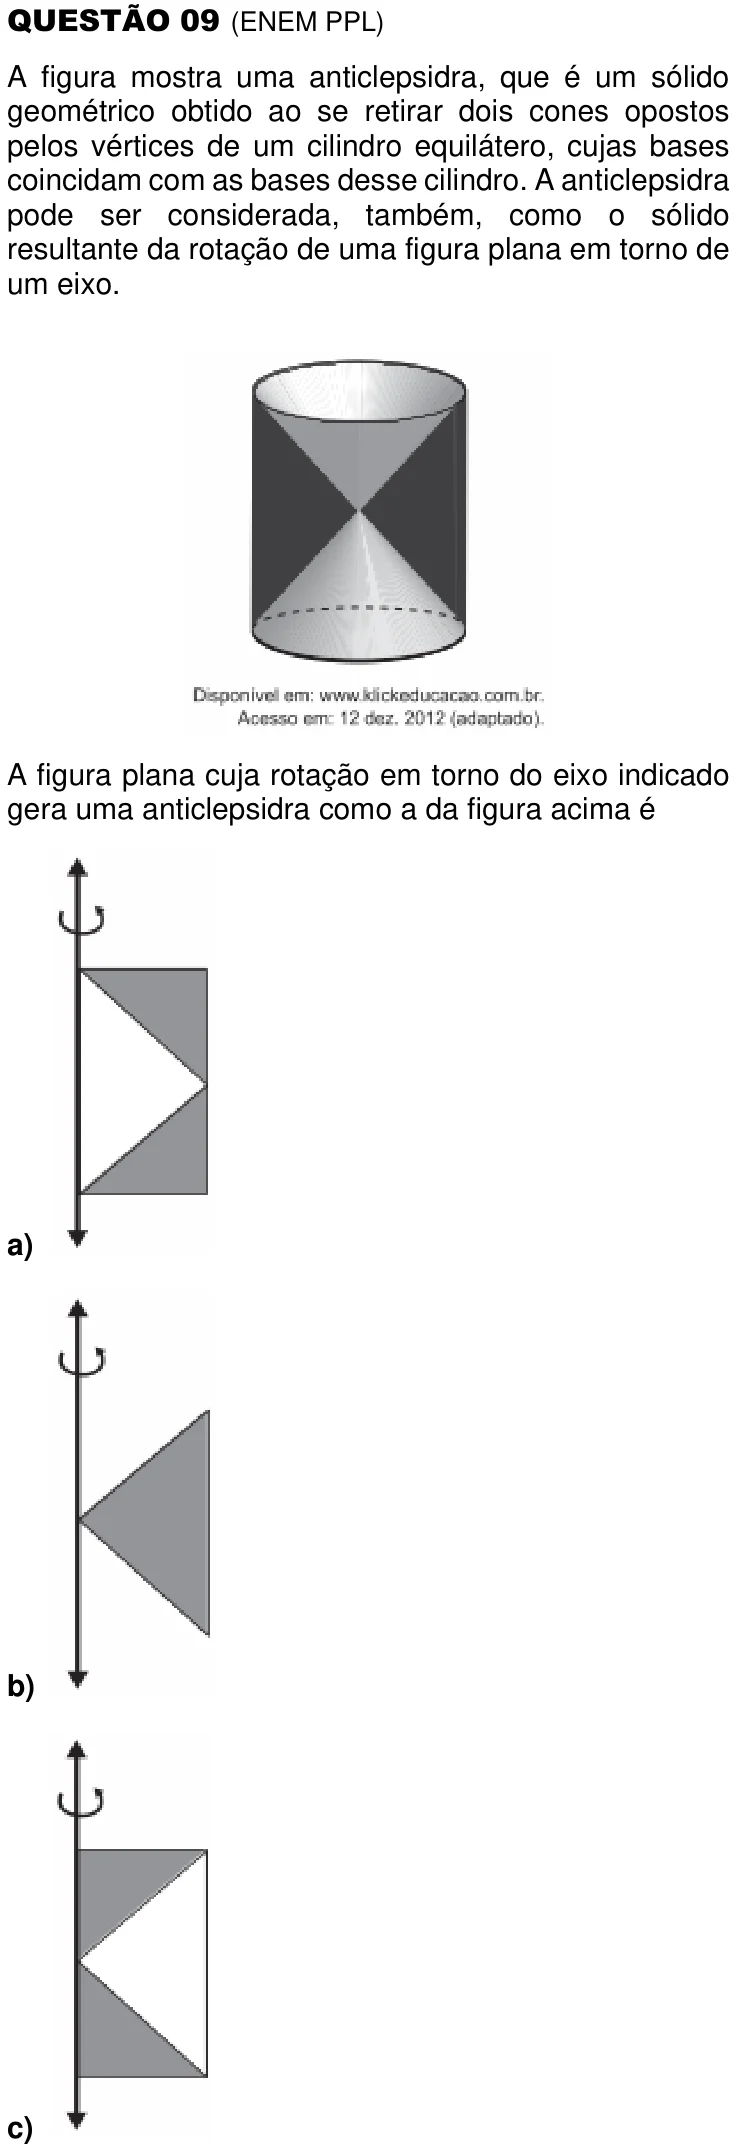 QUESTÃO 09 (ENEM PPL)
A figura mostra uma anticlepsidra, que é um sólido
geométrico obtido ao se retirar dois cones opostos
pelos vértices de um cilindro equilátero, cujas bases
coincidam com as bases desse cilindro. A anticlepsidra
pode ser considerada, também, como o sólido
resultante da rotação de uma figura plana em torno de
um eixo.
Disponível em: www.klickeducacao.com.br.
Acesso em: 12 dez. 2012 (adaptado).
A figura plana cuja rotação em torno do eixo indicado
gera uma anticlepsidra como a da figura acima é
a)
b)
c)